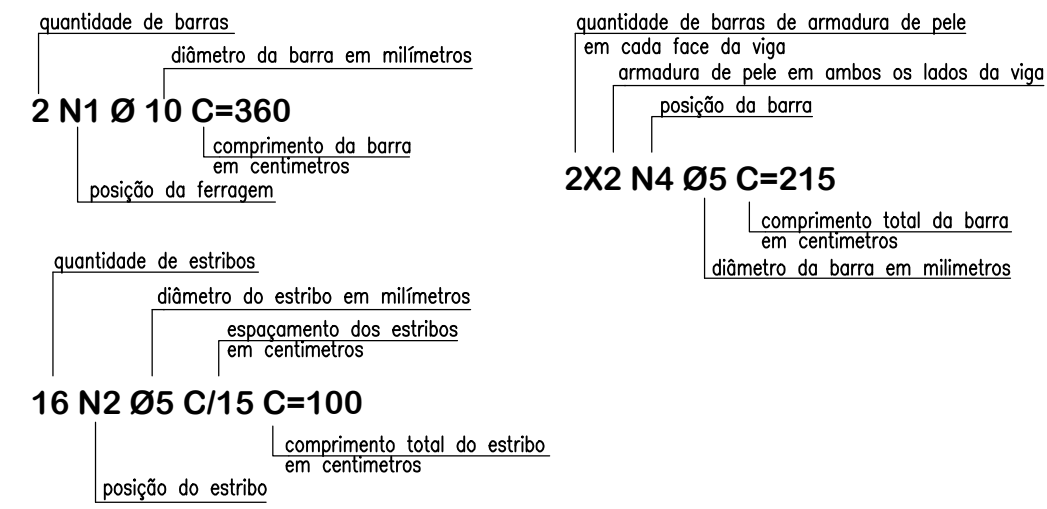 quantidade de barras
diâmetro da barra em milímetros
2 N1 Ø 10 C=360
comprimento da barra
em centimetros
posição da ferragem
quantidade de barras de armadura de pele
em cada face da viga
armadura de pele em ambos os lados da viga
posição da barra
2X2 N4 Ø5 C=215
comprimento total da barra
em centimetros
diâmetro da barra em milimetros
quantidade de estribos
diâmetro do estribo em milímetros
espaçamento dos estribos
em centimetros
16 N2 Ø5 C/15 C=100
comprimento total do estribo
em centimetros
posição do estribo